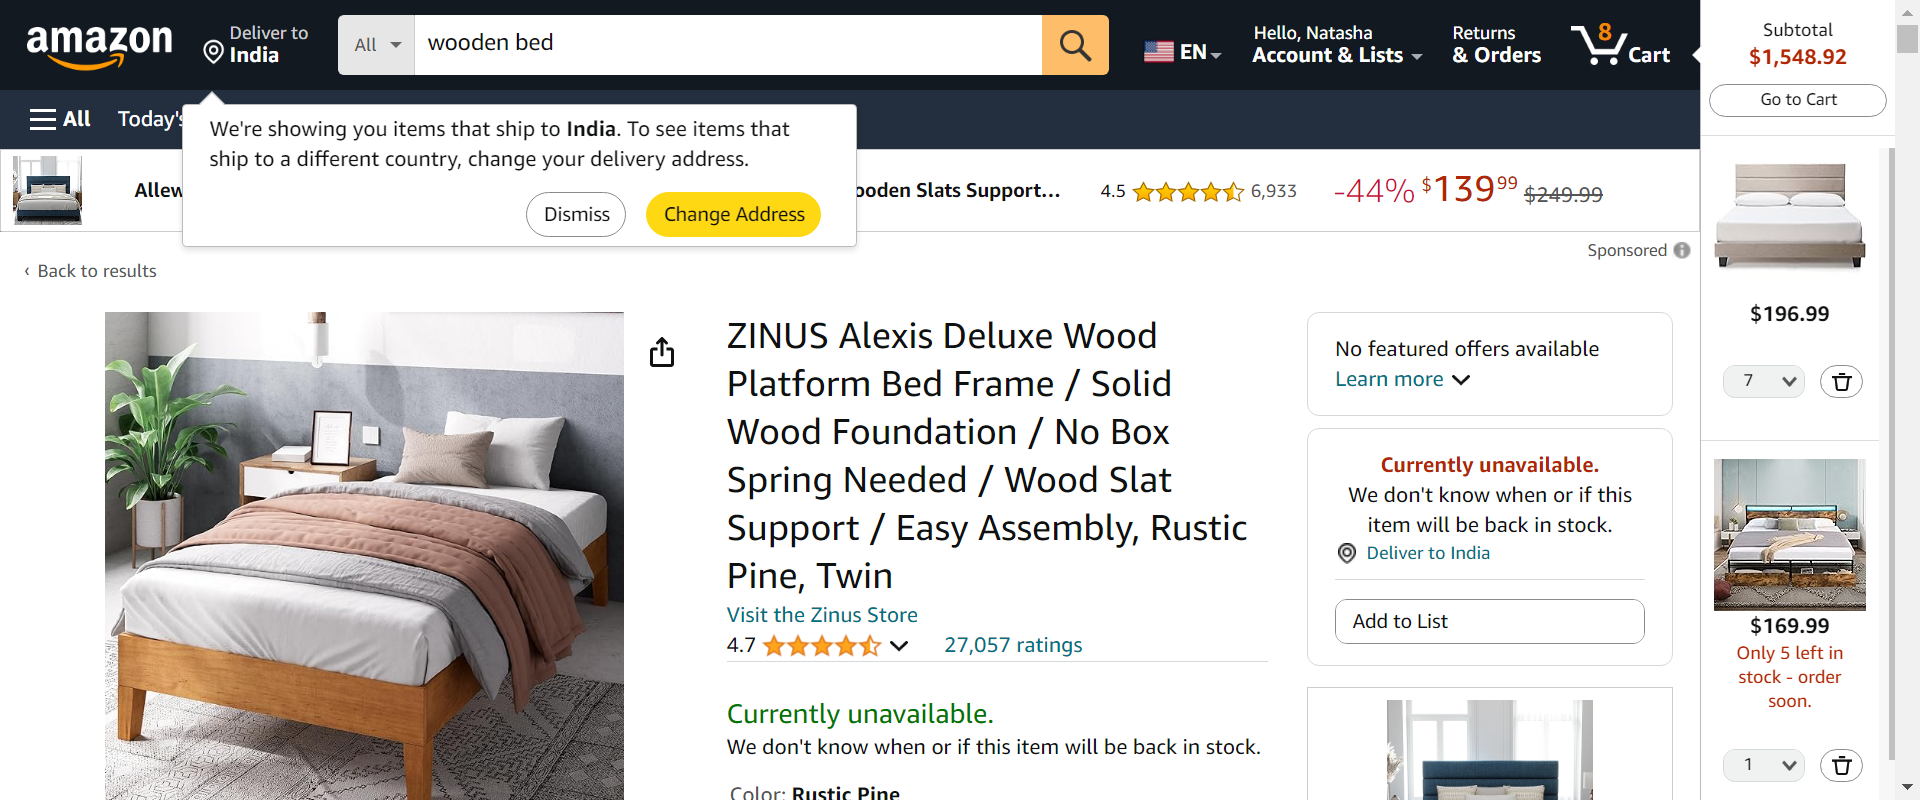 amazon
Deliver to
India
All
wooden bed
EN
Hello, Natasha
Account & Lists
Returns
& Orders
8
Cart
Subtotal
$1,548.92
Go to Cart
All
Today's
We're showing you items that ship to India. To see items that
ship to a different country, change your delivery address.
Dismiss
Change Address
Allew
ooden Slats Support...
4.5
6,933
-44% $139.99 $249.99
Sponsored
‹ Back to results
ZINUS Alexis Deluxe Wood
Platform Bed Frame / Solid
Wood Foundation / No Box
Spring Needed / Wood Slat
Support / Easy Assembly, Rustic
Pine, Twin
Visit the Zinus Store
4.7
27,057 ratings
Currently unavailable.
We don't know when or if this item will be back in stock.
Color: Rustic Pine
No featured offers available
Learn more
Currently unavailable.
We don't know when or if this
item will be back in stock.
Deliver to India
Add to List
$196.99
7
$169.99
Only 5 left in
stock - order
soon.
1